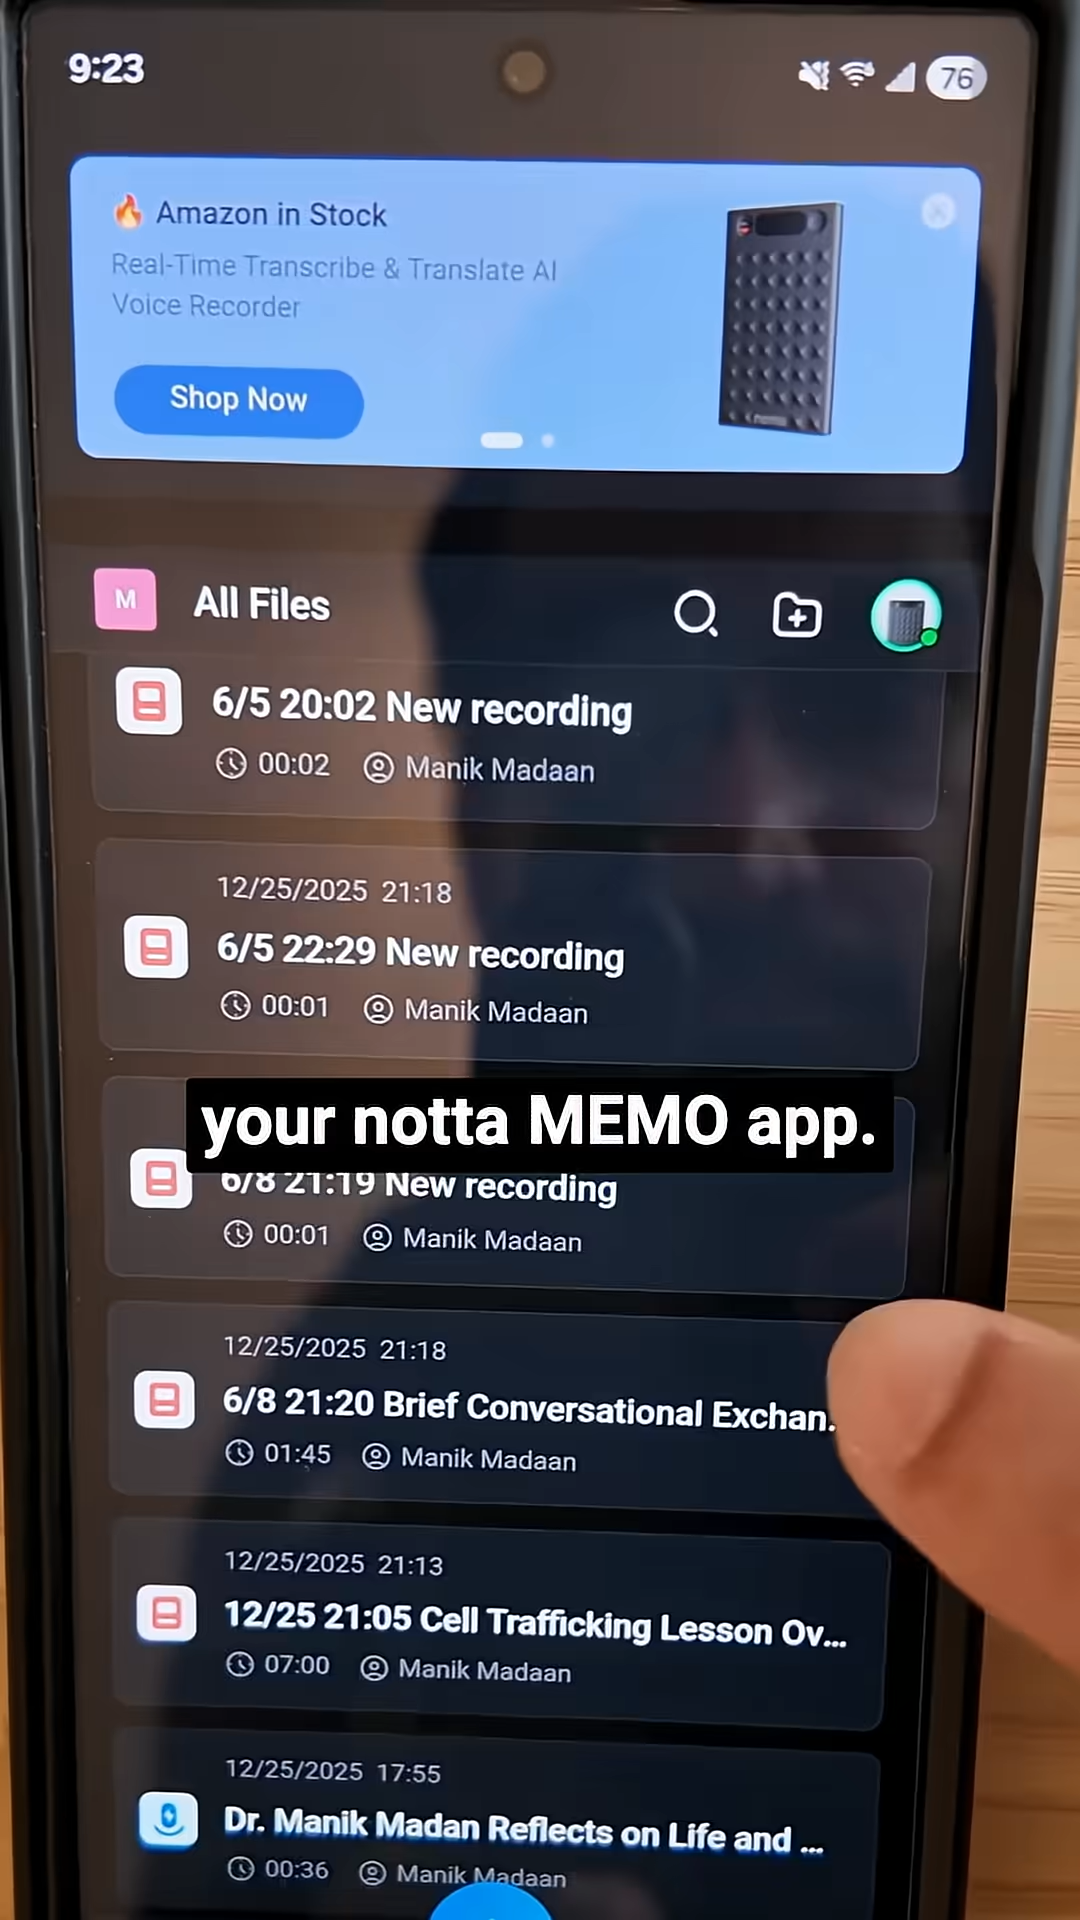 9:23
76
🔥 Amazon in Stock
Real-Time Transcribe & Translate AI
Voice Recorder
Shop Now
M
All Files
6/5 20:02 New recording
00:02 Manik Madaan
12/25/2025 21:18
6/5 22:29 New recording
00:01 Manik Madaan
your notta MEMO app.
6/8 21:19 New recording
00:01 Manik Madaan
12/25/2025 21:18
6/8 21:20 Brief Conversational Exchan.
01:45 Manik Madaan
12/25/2025 21:13
12/25 21:05 Cell Trafficking Lesson Ov...
07:00 Manik Madaan
12/25/2025 17:55
Dr. Manik Madan Reflects on Life and ...
00:36 Manik Madaan